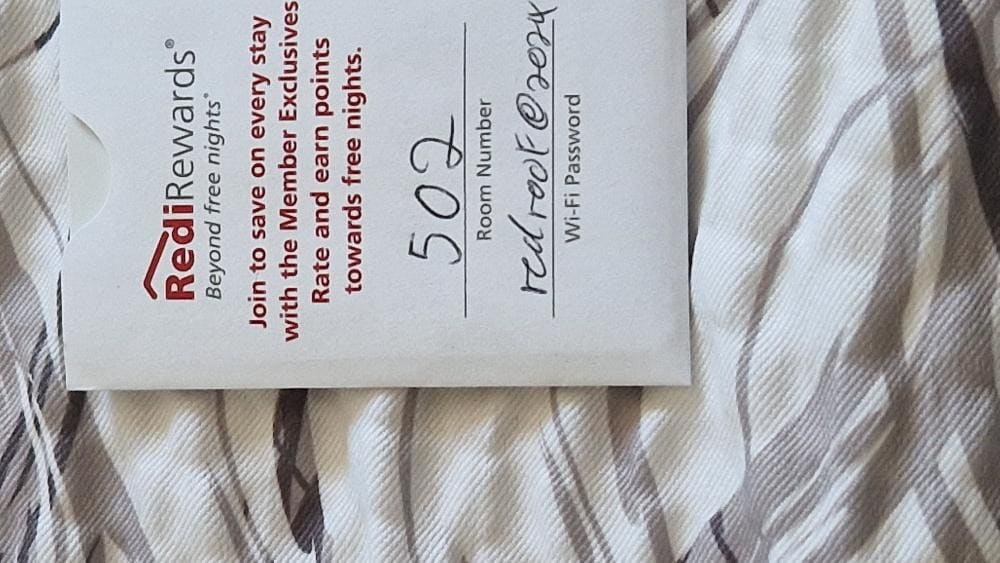 RediRewards®
Beyond free nights®
Join to save on every stay
with the Member Exclusives
Rate and earn points
towards free nights.
502
Room Number
redroof@2024
Wi-Fi Password